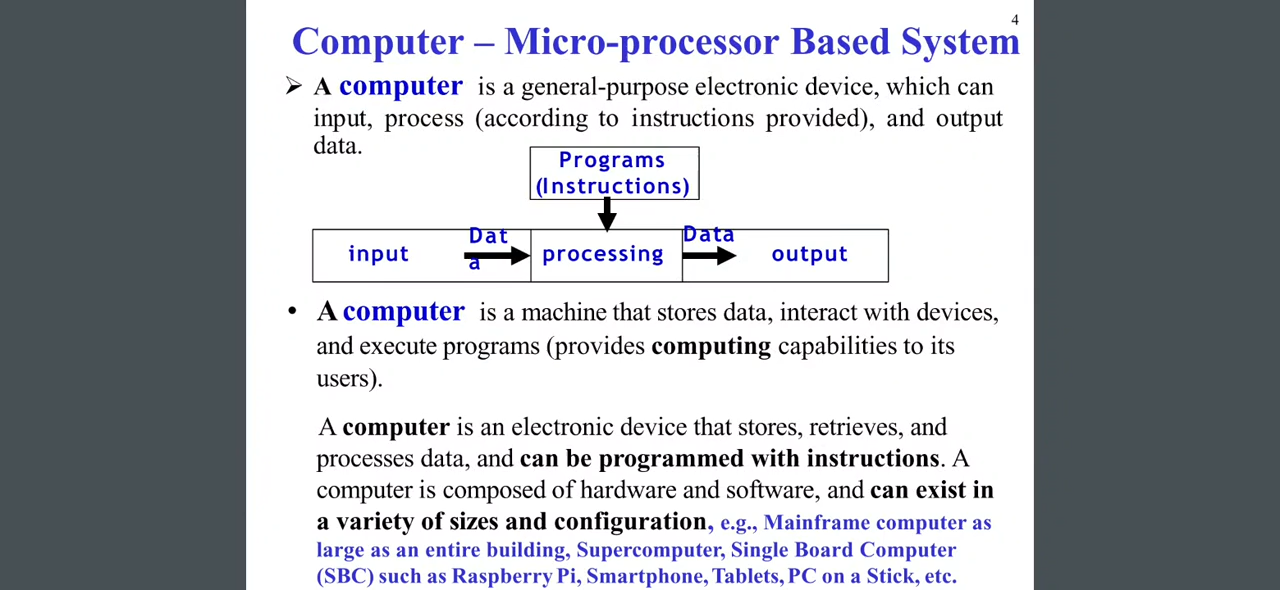 4
Computer – Micro-processor Based System
➢ A computer is a general-purpose electronic device, which can
input, process (according to instructions provided), and output
data.
Programs
(Instructions)
input
Dat
a
processing
Data
output
• A computer is a machine that stores data, interact with devices,
and execute programs (provides computing capabilities to its
users).
A computer is an electronic device that stores, retrieves, and
processes data, and can be programmed with instructions. A
computer is composed of hardware and software, and can exist in
a variety of sizes and configuration, e.g., Mainframe computer as
large as an entire building, Supercomputer, Single Board Computer
(SBC) such as Raspberry Pi, Smartphone, Tablets, PC on a Stick, etc.